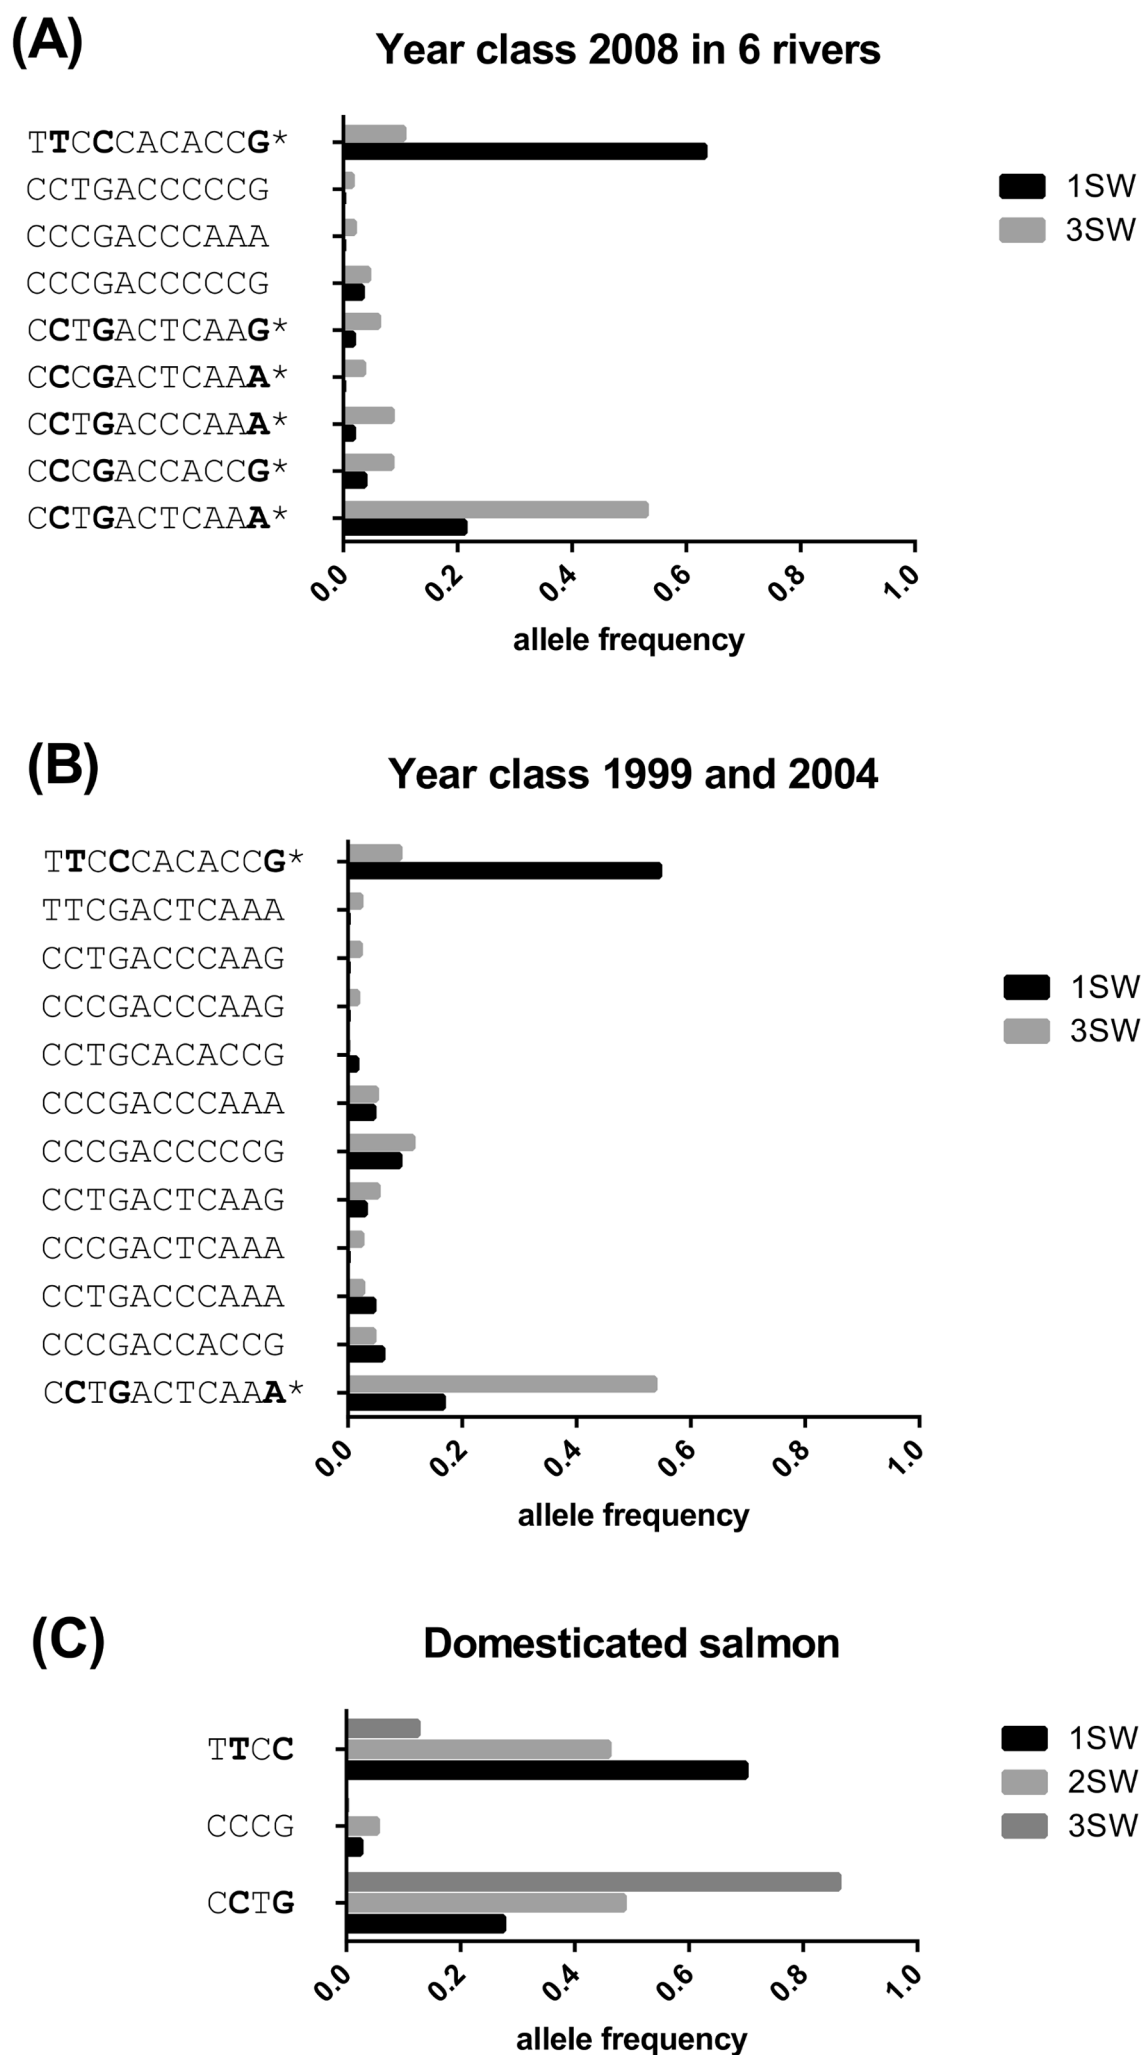 (A)
Year class 2008 in 6 rivers
TTCCCACACCG*
CCTGACCCCCG
CCCGACCCAAA
CCCGACCCCCG
CCTGACTCAAG*
CCCGACTCAAA*
CCTGACCCAAA*
CCCGACCACCG*
CCTGACTCAAA*
1SW
3SW
0.0 0.2 0.4 0.6 0.8 1.0
allele frequency
(B)
Year class 1999 and 2004
TTCCCACACCG*
TTCGACTCAAA
CCTGACCCAAG
CCCGACCCAAG
CCTGCACACCG
CCCGACCCAAA
CCCGACCCCCG
CCTGACTCAAG
CCCGACTCAAA
CCTGACCCAAA
CCCGACCACCG
CCTGACTCAAA*
1SW
3SW
0.0 0.2 0.4 0.6 0.8 1.0
allele frequency
(C)
Domesticated salmon
TTCC
CCCG
CCTG
1SW
2SW
3SW
0.0 0.2 0.4 0.6 0.8 1.0
allele frequency